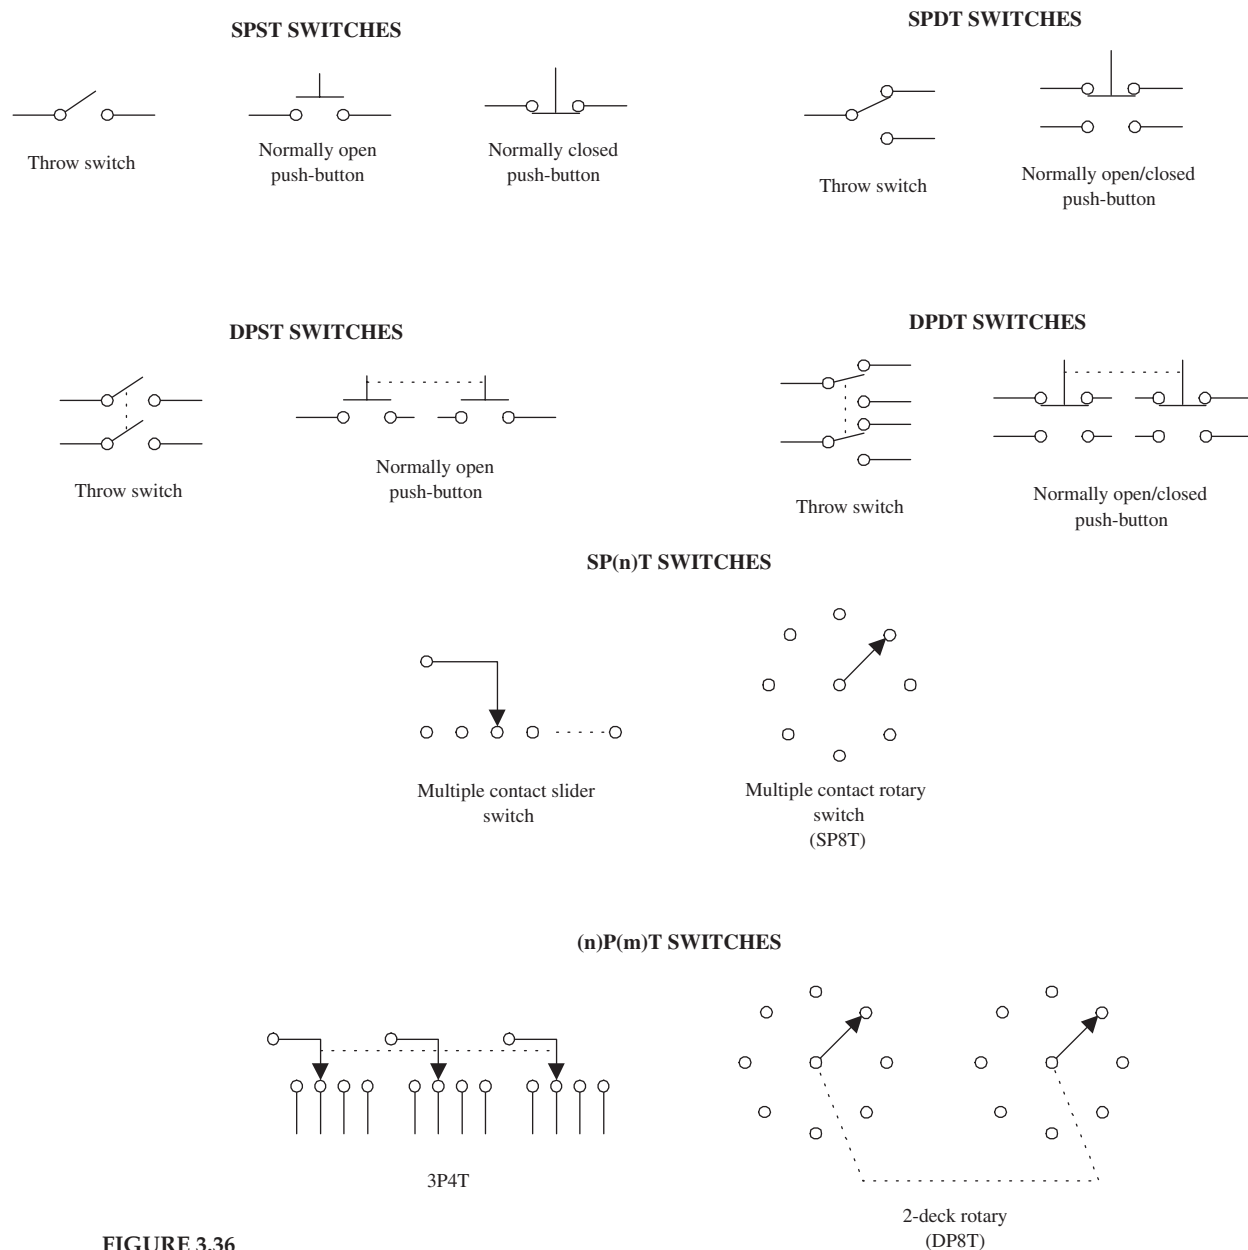 SPST SWITCHES
SPDT SWITCHES
Throw switch
Normally open
push-button
Normally closed
push-button
Throw switch
Normally open/closed
push-button
DPST SWITCHES
DPDT SWITCHES
Throw switch
Normally open
push-button
Throw switch
Normally open/closed
push-button
SP(n)T SWITCHES
Multiple contact slider
switch
Multiple contact rotary
switch
(SP8T)
(n)P(m)T SWITCHES
3P4T
2-deck rotary
(DP8T)
FIGURE 3.36